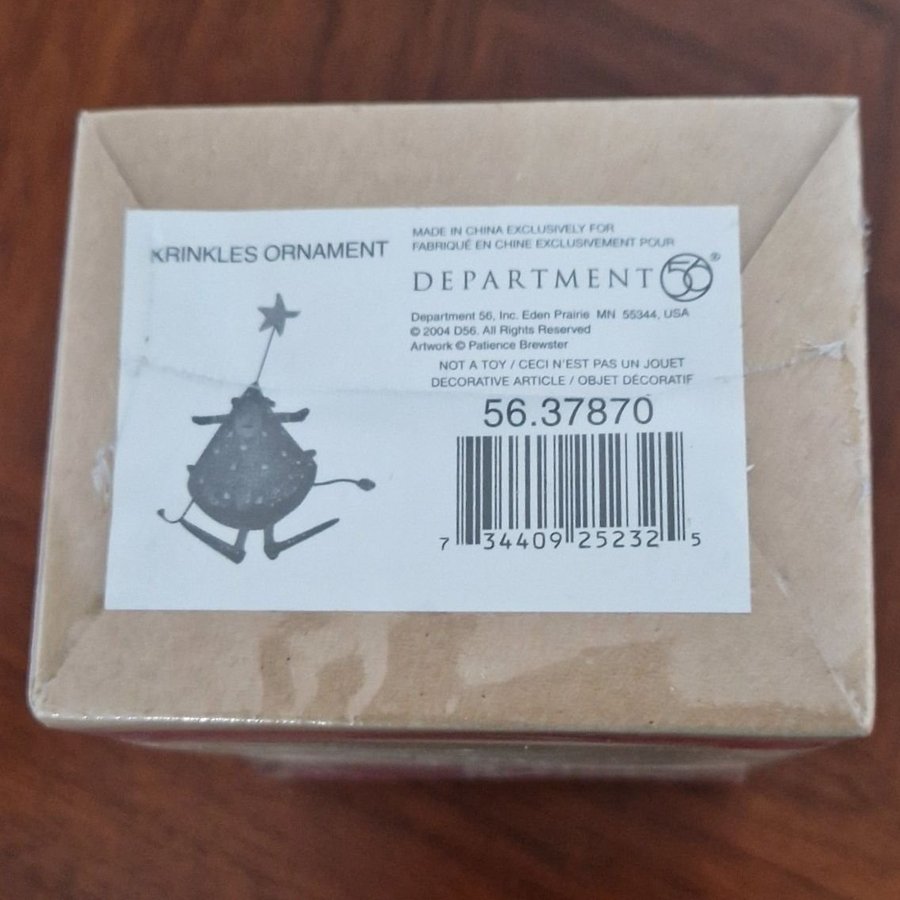 KRINKLES ORNAMENT
MADE IN CHINA EXCLUSIVELY FOR
FABRIQUÉ EN CHINE EXCLUSIVEMENT POUR
DEPARTMENT 56®
Department 56, Inc. Eden Prairie MN 55344, USA
© 2004 D56. All Rights Reserved
Artwork © Patience Brewster
NOT A TOY / CECI N'EST PAS UN JOUET
DECORATIVE ARTICLE / OBJET DÉCORATIF
56.37870
7 34409 25232 5